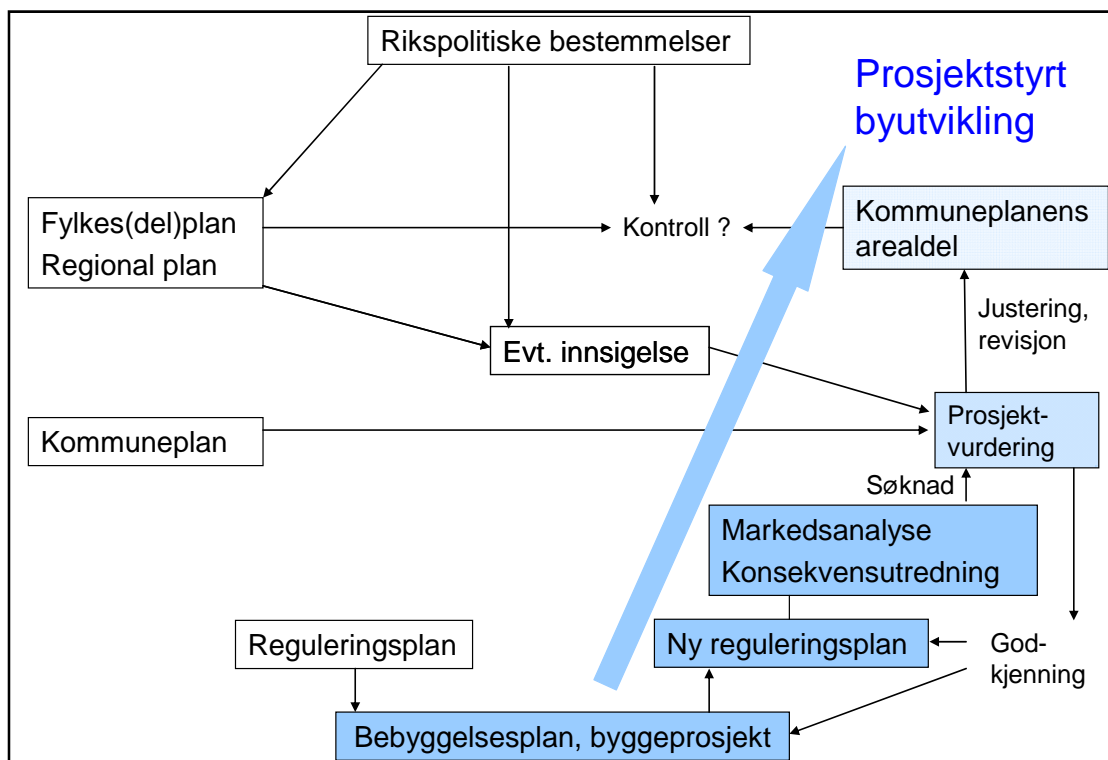 Rikspolitiske bestemmelser
Prosjektstyrt
byutvikling
Fylkes(del)plan
Regional plan
Kontroll ?
Kommuneplanens
arealdel
Justering,
revisjon
Evt. innsigelse
Kommuneplan
Prosjekt-
vurdering
Søknad
Markedsanalyse
Konsekvensutredning
Reguleringsplan
Ny reguleringsplan
God-
kjenning
Bebyggelsesplan, byggeprosjekt